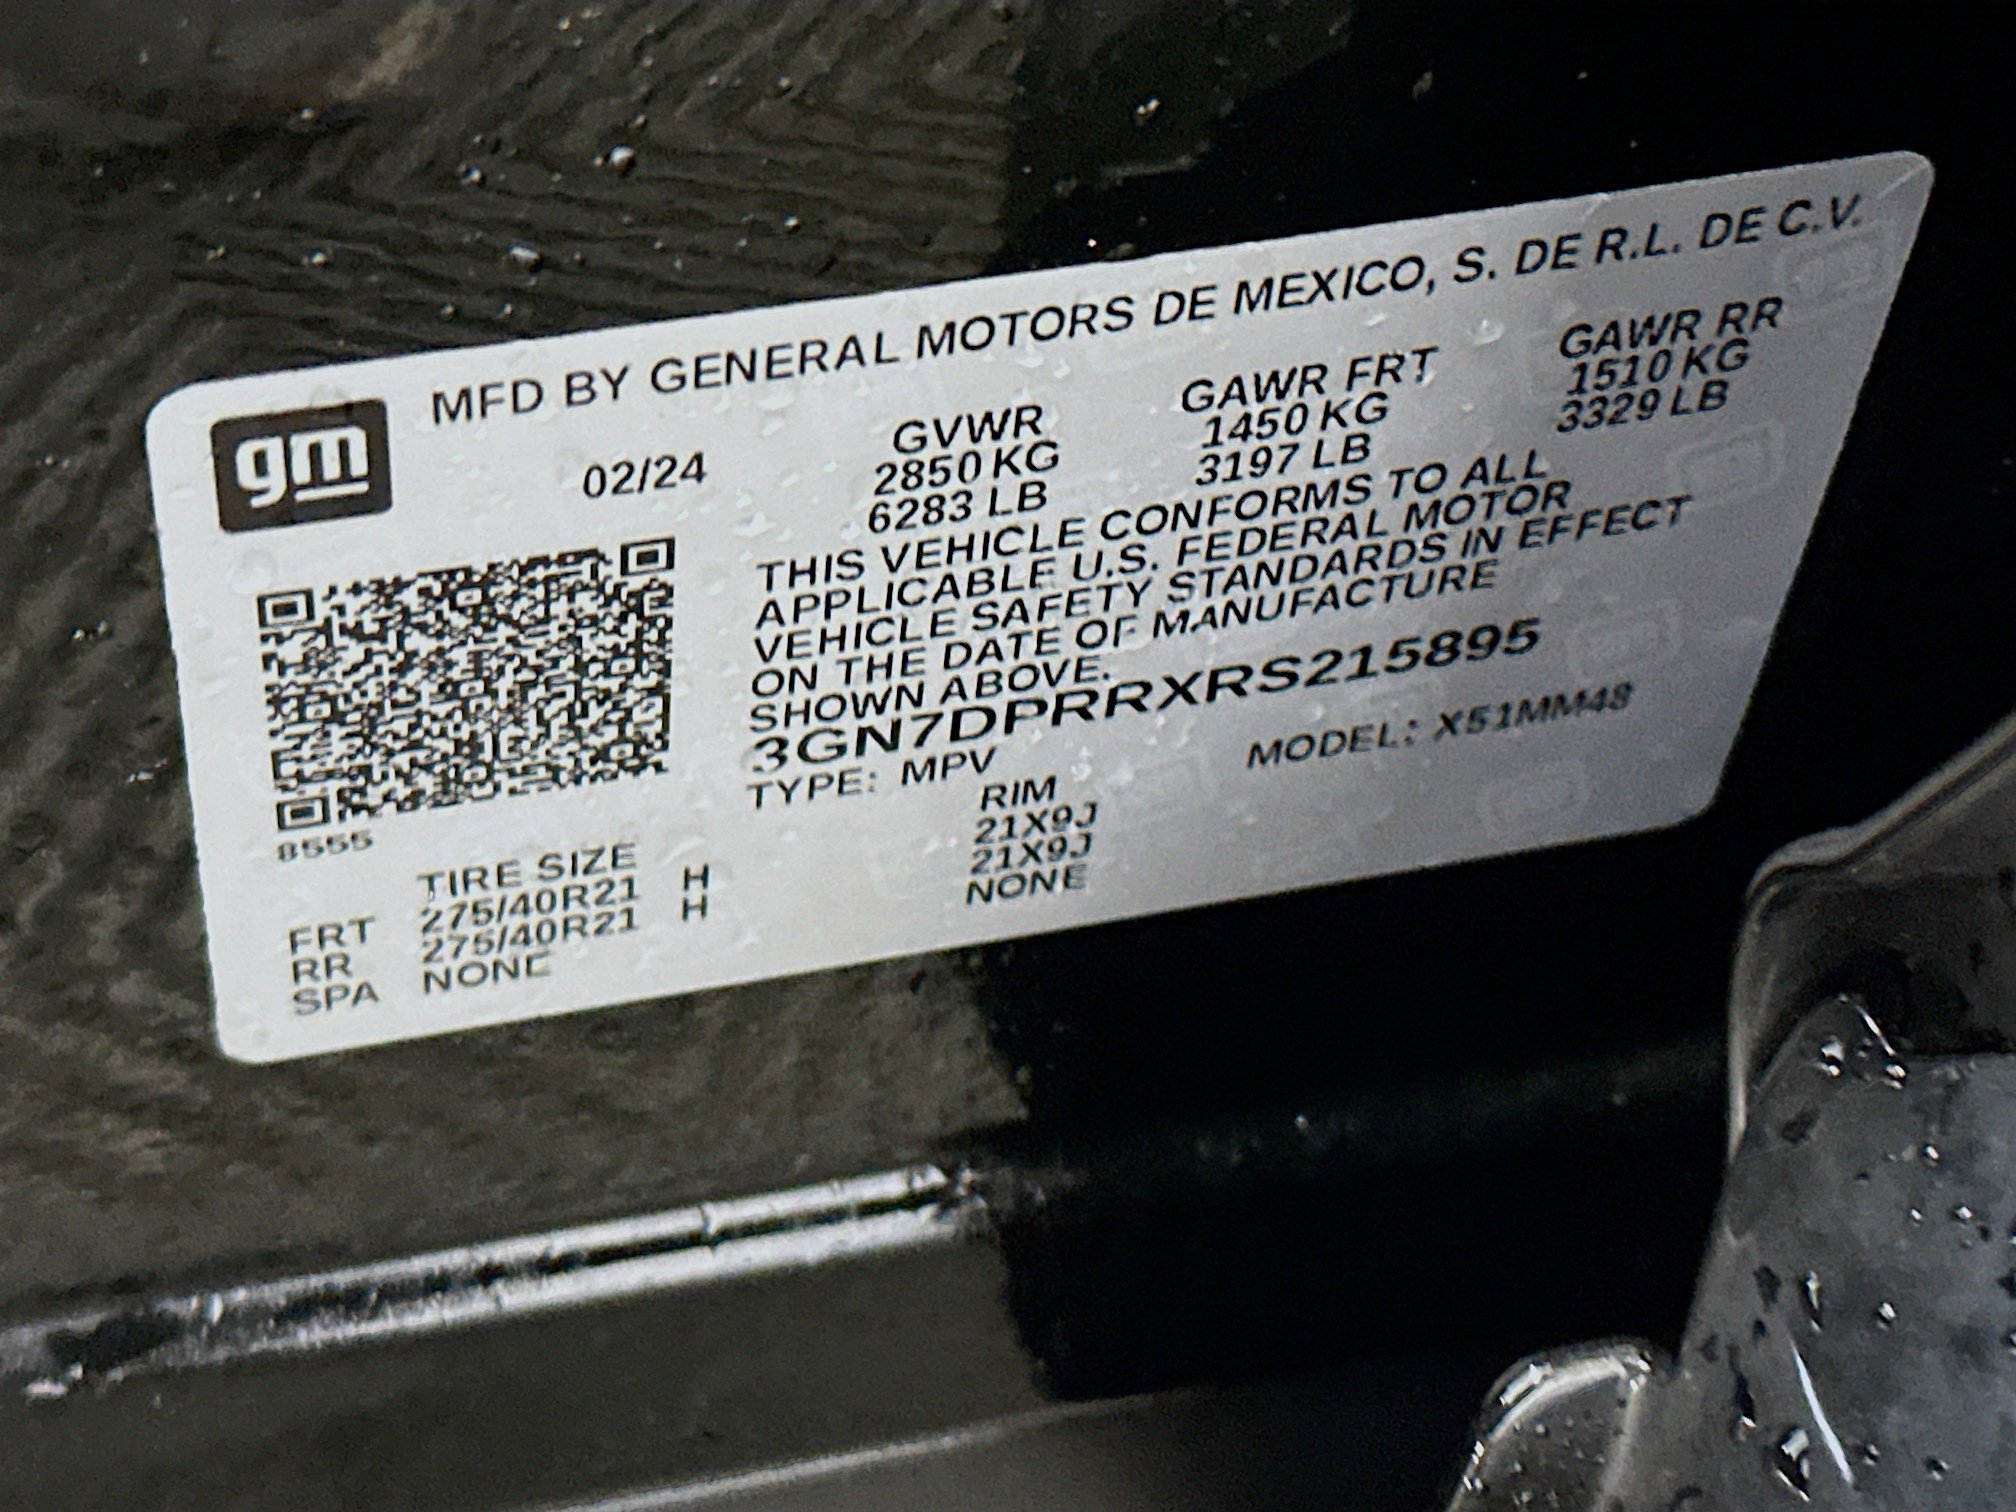 gm
MFD BY GENERAL MOTORS DE MEXICO, S. DE R.L. DE C.V.
02/24
GVWR
2850 KG
6283 LB
GAWR FRT
1450 KG
3197 LB
GAWR RR
1510 KG
3329 LB
THIS VEHICLE CONFORMS TO ALL
APPLICABLE U.S. FEDERAL MOTOR
VEHICLE SAFETY STANDARDS IN EFFECT
ON THE DATE OF MANUFACTURE
SHOWN ABOVE.
3GN7DPRRXRS215895
TYPE: MPV
MODEL: X51MM48
8555
TIRE SIZE RIM
FRT 275/40R21 H 21X9J
RR 275/40R21 H 21X9J
SPA NONE NONE